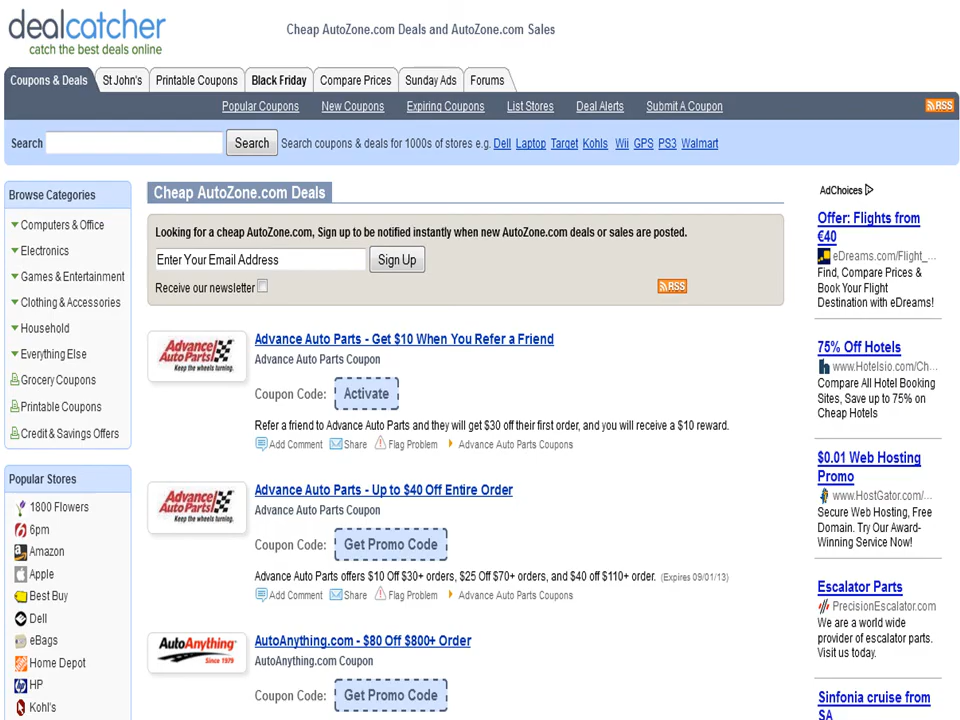 dealcatcher
catch the best deals online
Cheap AutoZone.com Deals and AutoZone.com Sales
Coupons & Deals
St John's
Printable Coupons
Black Friday
Compare Prices
Sunday Ads
Forums
Popular Coupons
New Coupons
Expiring Coupons
List Stores
Deal Alerts
Submit A Coupon
RSS
Search
Search
Search coupons & deals for 1000s of stores e.g. Dell Laptop Target Kohls Wii GPS PS3 Walmart
Browse Categories
Computers & Office
Electronics
Games & Entertainment
Clothing & Accessories
Household
Everything Else
Grocery Coupons
Printable Coupons
Credit & Savings Offers
Popular Stores
1800 Flowers
6pm
Amazon
Apple
Best Buy
Dell
eBags
Home Depot
HP
Kohl's
Cheap AutoZone.com Deals
Looking for a cheap AutoZone.com, Sign up to be notified instantly when new AutoZone.com deals or sales are posted.
Enter Your Email Address
Sign Up
Receive our newsletter
RSS
Advance Auto Parts
Keep the wheels turning.
Advance Auto Parts - Get $10 When You Refer a Friend
Advance Auto Parts Coupon
Coupon Code: Activate
Refer a friend to Advance Auto Parts and they will get $30 off their first order, and you will receive a $10 reward.
Add Comment Share Flag Problem Advance Auto Parts Coupons
Advance Auto Parts
Keep the wheels turning.
Advance Auto Parts - Up to $40 Off Entire Order
Advance Auto Parts Coupon
Coupon Code: Get Promo Code
Advance Auto Parts offers $10 Off $30+ orders, $25 Off $70+ orders, and $40 off $110+ order. (Expires 09/01/13)
Add Comment Share Flag Problem Advance Auto Parts Coupons
AutoAnything
Since 1979
AutoAnything.com - $80 Off $800+ Order
AutoAnything.com Coupon
Coupon Code: Get Promo Code
AdChoices
Offer: Flights from
€40
eDreams.com/Flight_...
Find, Compare Prices &
Book Your Flight
Destination with eDreams!
75% Off Hotels
www.Hotelsio.com/Ch...
Compare All Hotel Booking
Sites, Save up to 75% on
Cheap Hotels
$0.01 Web Hosting
Promo
www.HostGator.com/...
Secure Web Hosting, Free
Domain. Try Our Award-
Winning Service Now!
Escalator Parts
PrecisionEscalator.com
We are a world wide
provider of escalator parts.
Visit us today.
Sinfonia cruise from
SA